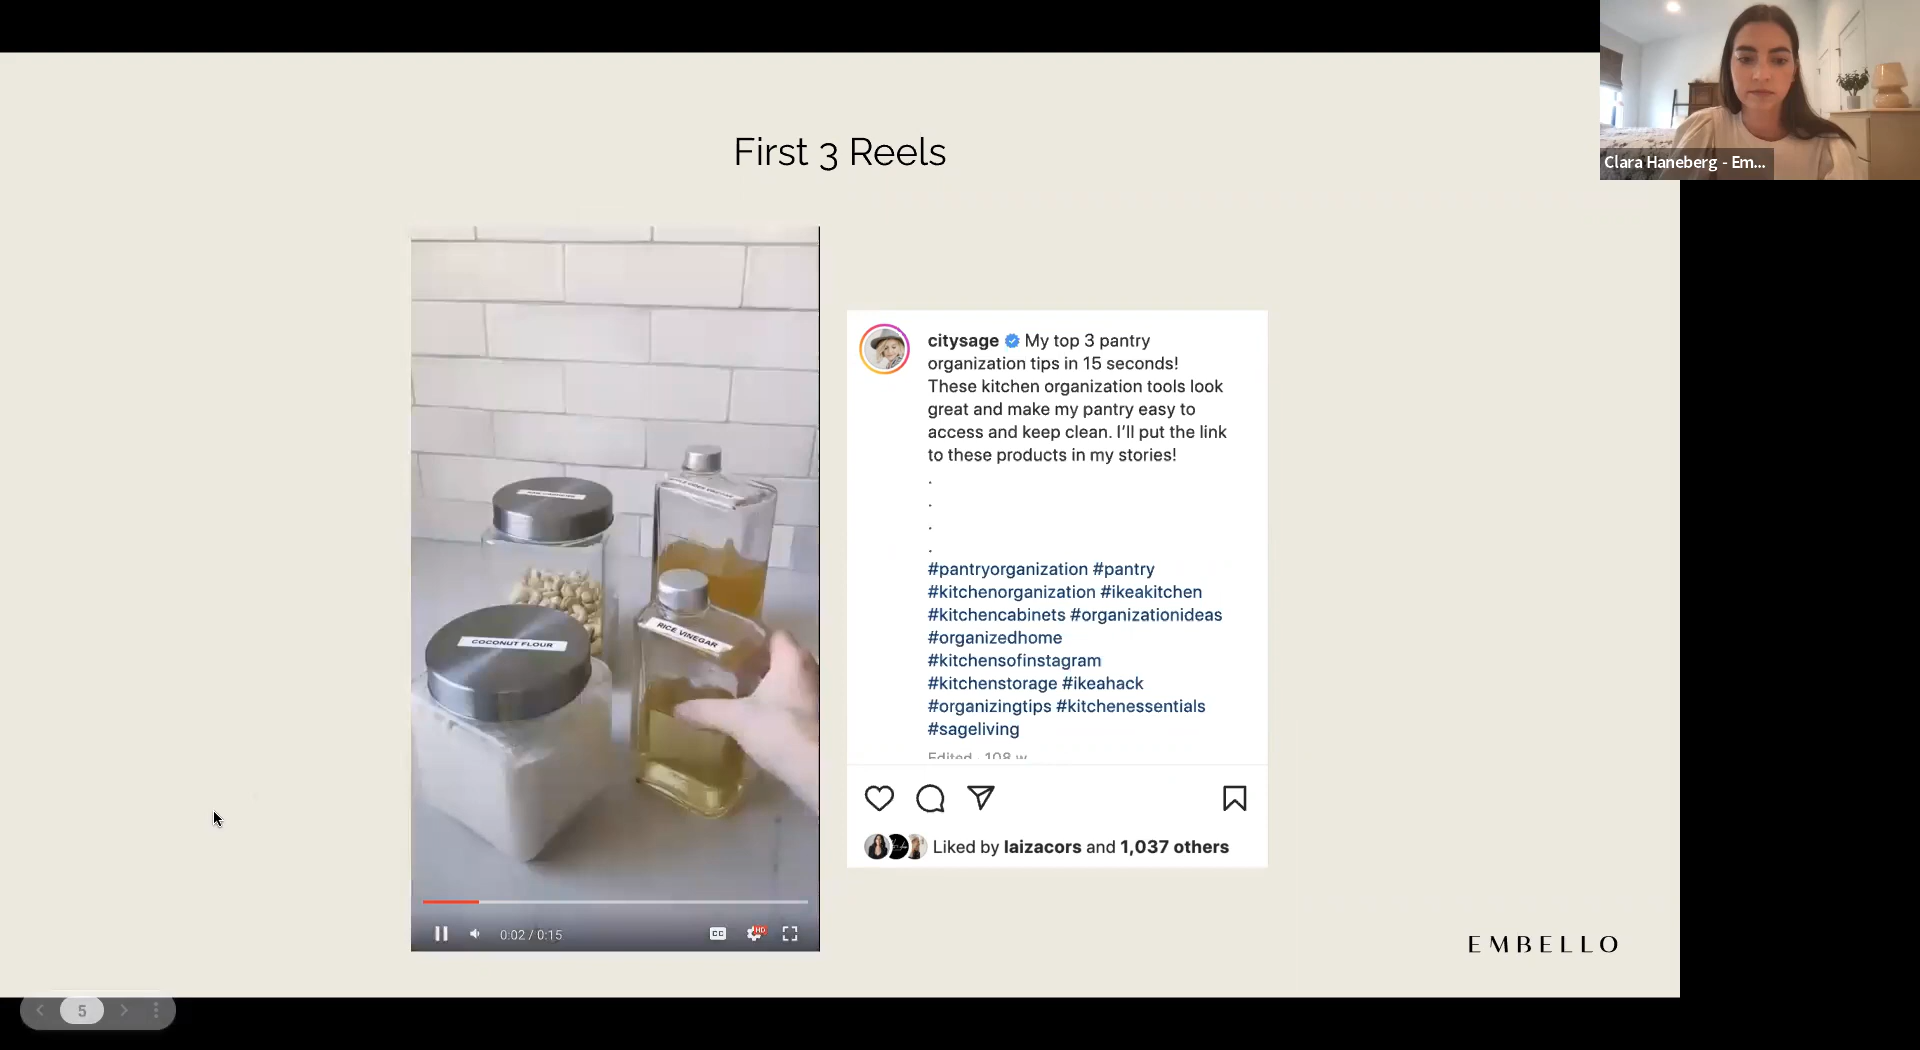 First 3 Reels
Clara Haneberg - Em...
COCONUT FLOUR
RICE VINEGAR
0:02 / 0:15
CC
HD
citysage My top 3 pantry
organization tips in 15 seconds!
These kitchen organization tools look
great and make my pantry easy to
access and keep clean. I'll put the link
to these products in my stories!
.
.
.
.
#pantryorganization #pantry
#kitchenorganization #ikeakitchen
#kitchencabinets #organizationideas
#organizedhome
#kitchensofinstagram
#kitchenstorage #ikeahack
#organizingtips #kitchenessentials
#sageliving
Edited · 108 w
Liked by laizacors and 1,037 others
EMBELLO
5